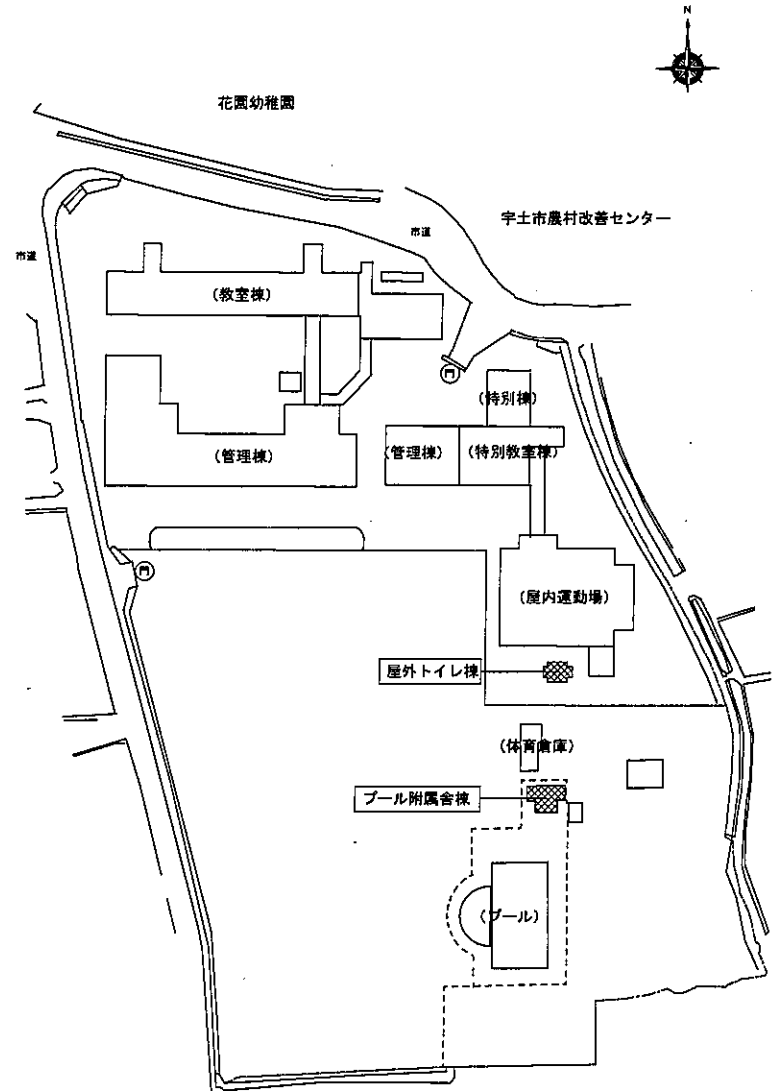 N
花園幼稚園
宇土市農村改善センター
市道
市道
(教室棟)
門
(特別棟)
(管理棟)
(管理棟)
(特別教室棟)
門
(屋内運動場)
屋外トイレ棟
(体育倉庫)
プール附属舎棟
(プール)